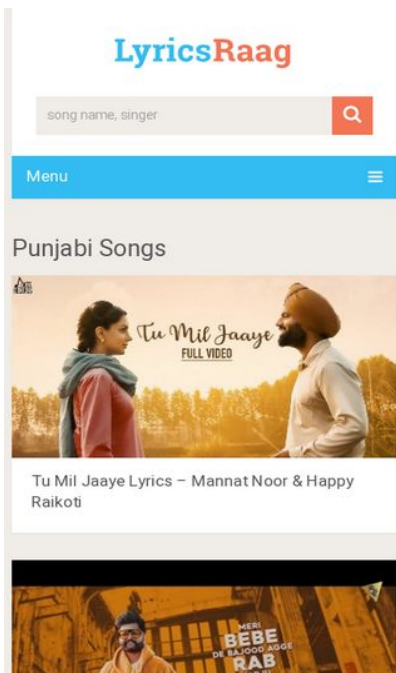 LyricsRaag
song name, singer
Menu
Punjabi Songs
Tu Mil Jaaye
FULL VIDEO
Tu Mil Jaaye Lyrics – Mannat Noor & Happy
Raikoti
MERI
BEBE
DE BAJOOD AGGE
RAB